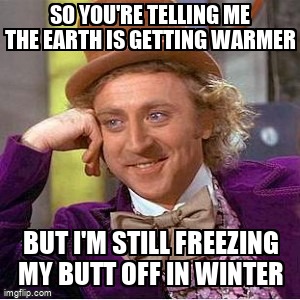 SO YOU'RE TELLING ME
THE EARTH IS GETTING WARMER
BUT I'M STILL FREEZING
MY BUTT OFF IN WINTER
imgflip.com